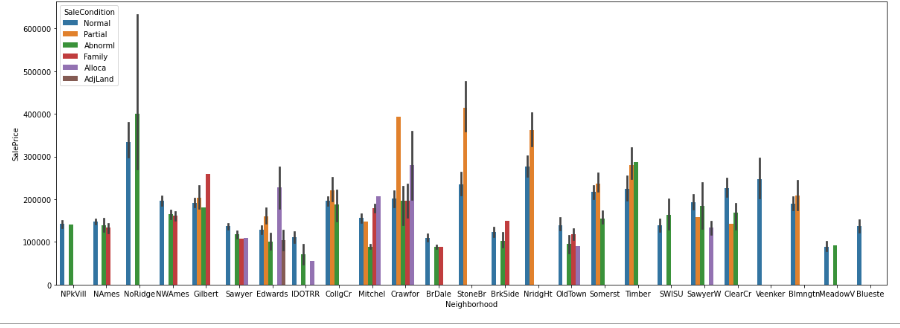 SaleCondition
Normal
Partial
Abnorml
Family
Alloca
AdjLand
600000
500000
400000
300000
200000
100000
0
SalePrice
NPkVill NAmes NoRidge NWAmes Gilbert Sawyer Edwards IDOTRR CollgCr Mitchel Crawfor BrDale StoneBr BrkSide NridgHt OldTown Somerst Timber SWISU SawyerW ClearCr Veenker Blmngtn MeadowV Blueste
Neighborhood